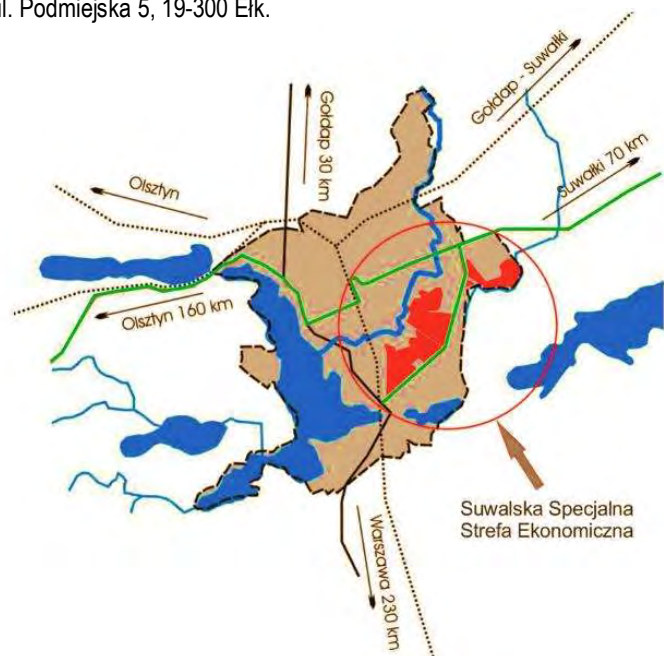 ul. Podmiejska 5, 19-300 Ełk.
Gołdap - Suwałki
Gołdap 30 km
Suwałki 70 km
Olsztyn
Olsztyn 160 km
Suwalska Specjalna
Strefa Ekonomiczna
Warszawa 230 km